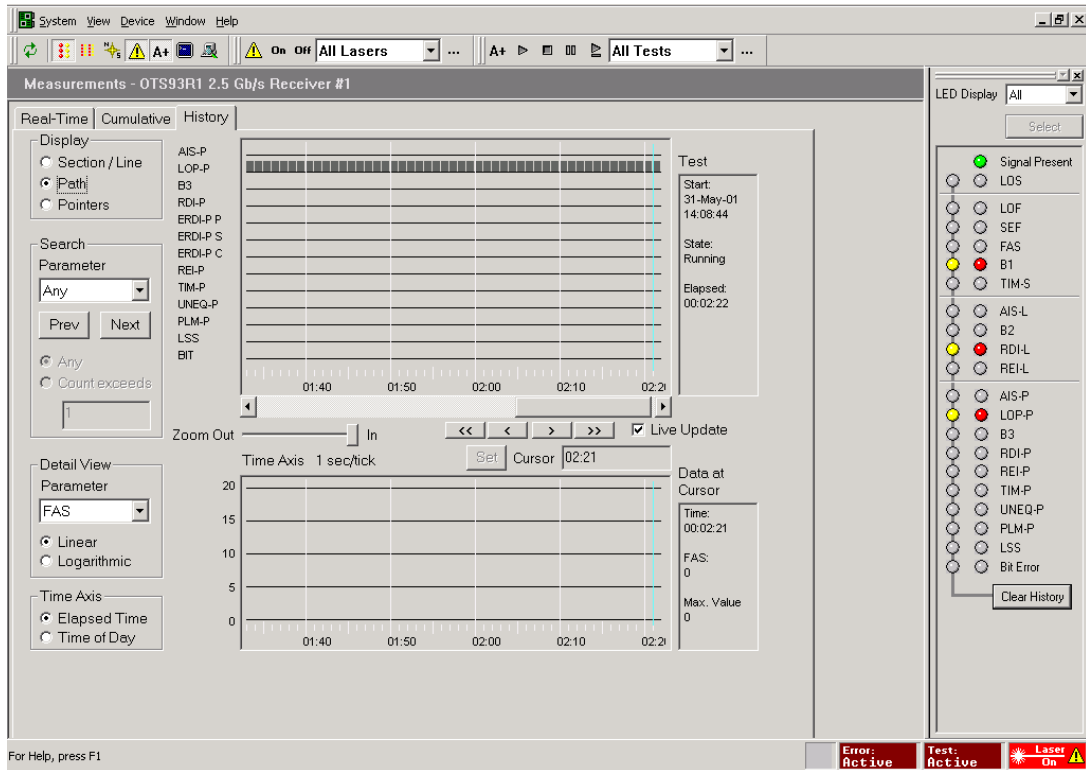 System View Device Window Help
A+ On Off All Lasers ... A+ All Tests ...
Measurements - OTS93R1 2.5 Gb/s Receiver #1
Real-Time Cumulative History
Display
Section / Line
Path
Pointers
Search
Parameter
Any
Prev Next
Any
Count exceeds
1
Detail View
Parameter
FAS
Linear
Logarithmic
Time Axis
Elapsed Time
Time of Day
AIS-P
LOP-P
B3
RDI-P
ERDI-P P
ERDI-P S
ERDI-P C
REI-P
TIM-P
UNEQ-P
PLM-P
LSS
BIT
01:40 01:50 02:00 02:10 02:2
Zoom Out In << < > >> Live Update
Time Axis 1 sec/tick Set Cursor 02:21
20
15
10
5
0
01:40 01:50 02:00 02:10 02:2
Test
Start:
31-May-01
14:08:44
State:
Running
Elapsed:
00:02:22
Data at
Cursor
Time:
00:02:21
FAS:
0
Max. Value
0
LED Display All
Select
Signal Present
LOS
LOF
SEF
FAS
B1
TIM-S
AIS-L
B2
RDI-L
REI-L
AIS-P
LOP-P
B3
RDI-P
REI-P
TIM-P
UNEQ-P
PLM-P
LSS
Bit Error
Clear History
For Help, press F1
Error:
Active
Test:
Active
Laser
On